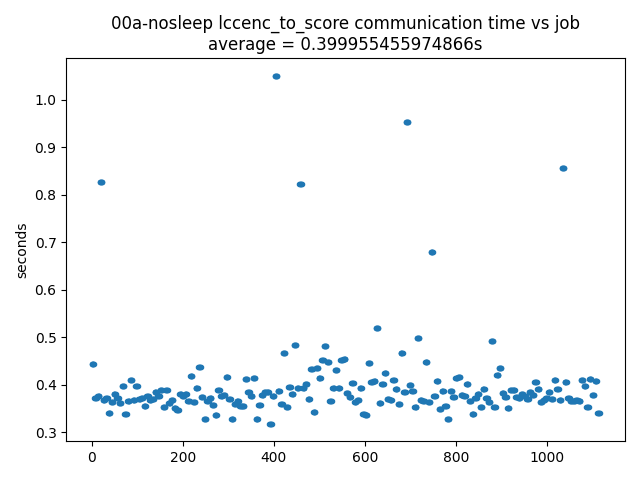 00a-nosleep lccenc_to_score communication time vs job
average = 0.399955455974866s
seconds
1.0
0.9
0.8
0.7
0.6
0.5
0.4
0.3
0 200 400 600 800 1000